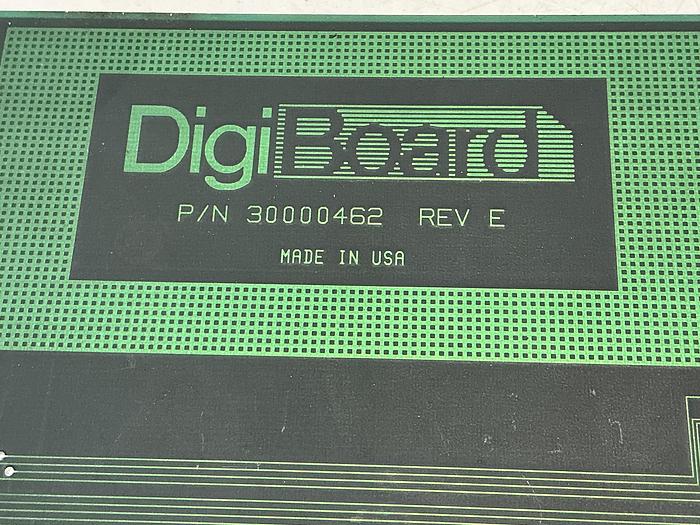 DigiBoard
P/N 30000462 REV E
MADE IN USA